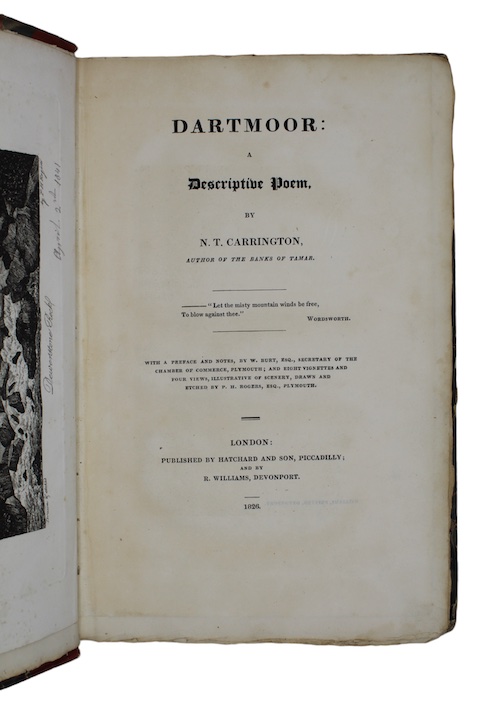 DARTMOOR:
A
Descriptive Poem,
BY
N. T. CARRINGTON,
AUTHOR OF THE BANKS OF TAMAR.
——— "Let the misty mountain winds be free,
To blow against thee."
WORDSWORTH.
WITH A PREFACE AND NOTES, BY W. BURT, ESQ., SECRETARY OF THE
CHAMBER OF COMMERCE, PLYMOUTH; AND EIGHT VIGNETTES AND
FOUR VIEWS, ILLUSTRATIVE OF SCENERY, DRAWN AND
ETCHED BY P. H. ROGERS, ESQ., PLYMOUTH.
LONDON:
PUBLISHED BY HATCHARD AND SON, PICCADILLY;
AND BY
R. WILLIAMS, DEVONPORT.
1826.
April 2nd 1841